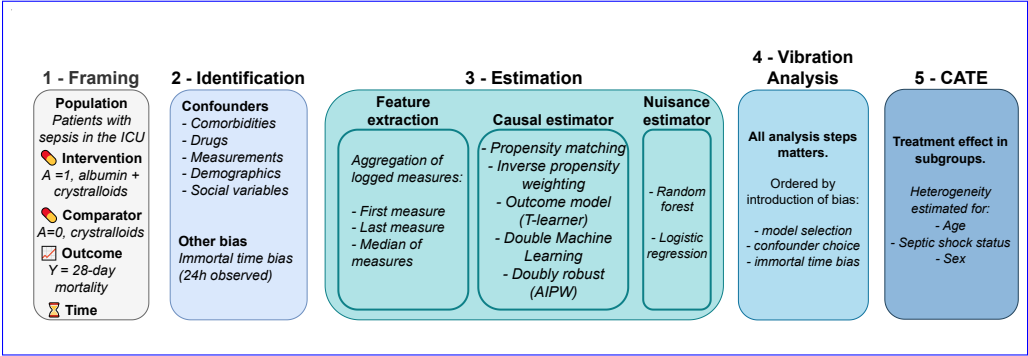 1 - Framing
Population
Patients with
sepsis in the ICU
Intervention
A =1, albumin +
crystalloids
Comparator
A=0, crystalloids
Outcome
Y = 28-day
mortality
Time
2 - Identification
Confounders
- Comorbidities
- Drugs
- Measurements
- Demographics
- Social variables
Other bias
Immortal time bias
(24h observed)
3 - Estimation
Feature
extraction
Aggregation of
logged measures:
- First measure
- Last measure
- Median of
measures
Causal estimator
- Propensity matching
- Inverse propensity
weighting
- Outcome model
(T-learner)
- Double Machine
Learning
- Doubly robust
(AIPW)
Nuisance
estimator
- Random
forest
- Logistic
regression
4 - Vibration
Analysis
All analysis steps
matters.
Ordered by
introduction of bias:
- model selection
- confounder choice
- immortal time bias
5 - CATE
Treatment effect in
subgroups.
Heterogeneity
estimated for:
- Age
- Septic shock status
- Sex